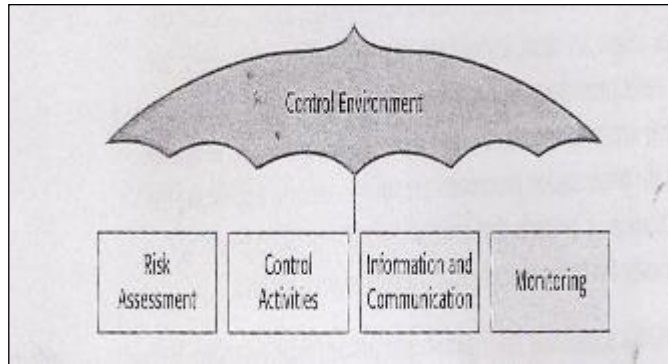 Control Environment
Risk
Assessment
Control
Activities
Information and
Communication
Monitoring